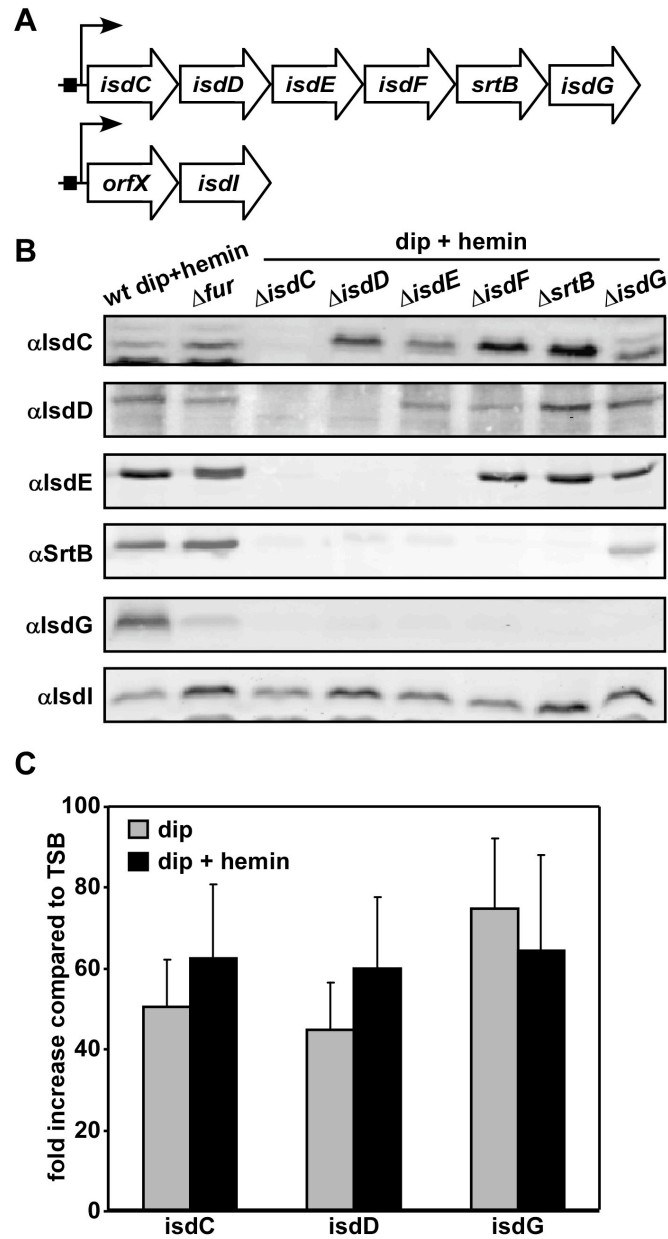 A
isdC isdD isdE isdF srtB isdG
orfX isdI
B
dip + hemin
wt dip+hemin Δfur ΔisdC ΔisdD ΔisdE ΔisdF ΔsrtB ΔisdG
αIsdC
αIsdD
αIsdE
αSrtB
αIsdG
αIsdI
C
fold increase compared to TSB
100
80
60
40
20
0
dip
dip + hemin
isdC isdD isdG